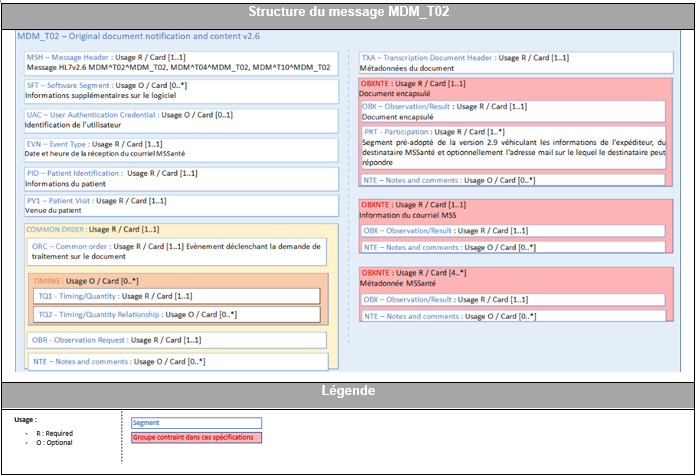 Structure du message MDM_T02
MDM_T02 – Original document notification and content v2.6
MSH – Message Header : Usage R / Card [1..1]
Message HL7v2.6 MDM^T02^MDM_T02, MDM^T04^MDM_T02, MDM^T10^MDM_T02
SFT – Software Segment : Usage O / Card [0..*]
Informations supplémentaires sur le logiciel
UAC – User Authentication Credential : Usage O / Card [0..1]
Identification de l'utilisateur
EVN – Event Type : Usage R / Card [1..1]
Date et heure de la réception du courriel MSSanté
PID – Patient Identification : Usage R / Card [1..1]
Informations du patient
PV1 – Patient Visit : Usage R / Card [1..1]
Venue du patient
COMMON ORDER : Usage R / Card [1..1]
ORC – Common order : Usage R / Card [1..1] Evènement déclenchant la demande de
traitement sur le document
TIMING : Usage O / Card [0..*]
TQ1 - Timing/Quantity : Usage R / Card [1..1]
TQ2 – Timing/Quantity Relationship : Usage O / Card [0..*]
OBR - Observation Request : Usage R / Card [1..1]
NTE – Notes and comments : Usage O / Card [0..*]
TXA – Transcription Document Header : Usage R / Card [1..1]
Métadonnées du document
OBXNTE : Usage R / Card [1..1]
Document encapsulé
OBX – Observation/Result : Usage R / Card [1..1]
Document encapsulé
PRT - Participation : Usage R / Card [1..*]
Segment pré-adopté de la version 2.9 véhiculant les informations de l'expéditeur, du
destinataire MSSanté et optionnellement l'adresse mail sur le lequel le destinataire peut
répondre
NTE – Notes and comments : Usage O / Card [0..*]
OBXNTE : Usage R / Card [1..1]
Information du courriel MSS
OBX – Observation/Result : Usage R / Card [1..1]
NTE – Notes and comments : Usage O / Card [0..*]
OBXNTE : Usage R / Card [4..*]
Métadonnée MSSanté
OBX – Observation/Result : Usage R / Card [1..1]
NTE – Notes and comments : Usage O / Card [0..*]
Légende
Usage :
- R : Required
- O : Optional
Segment
Groupe contraint dans ces spécifications